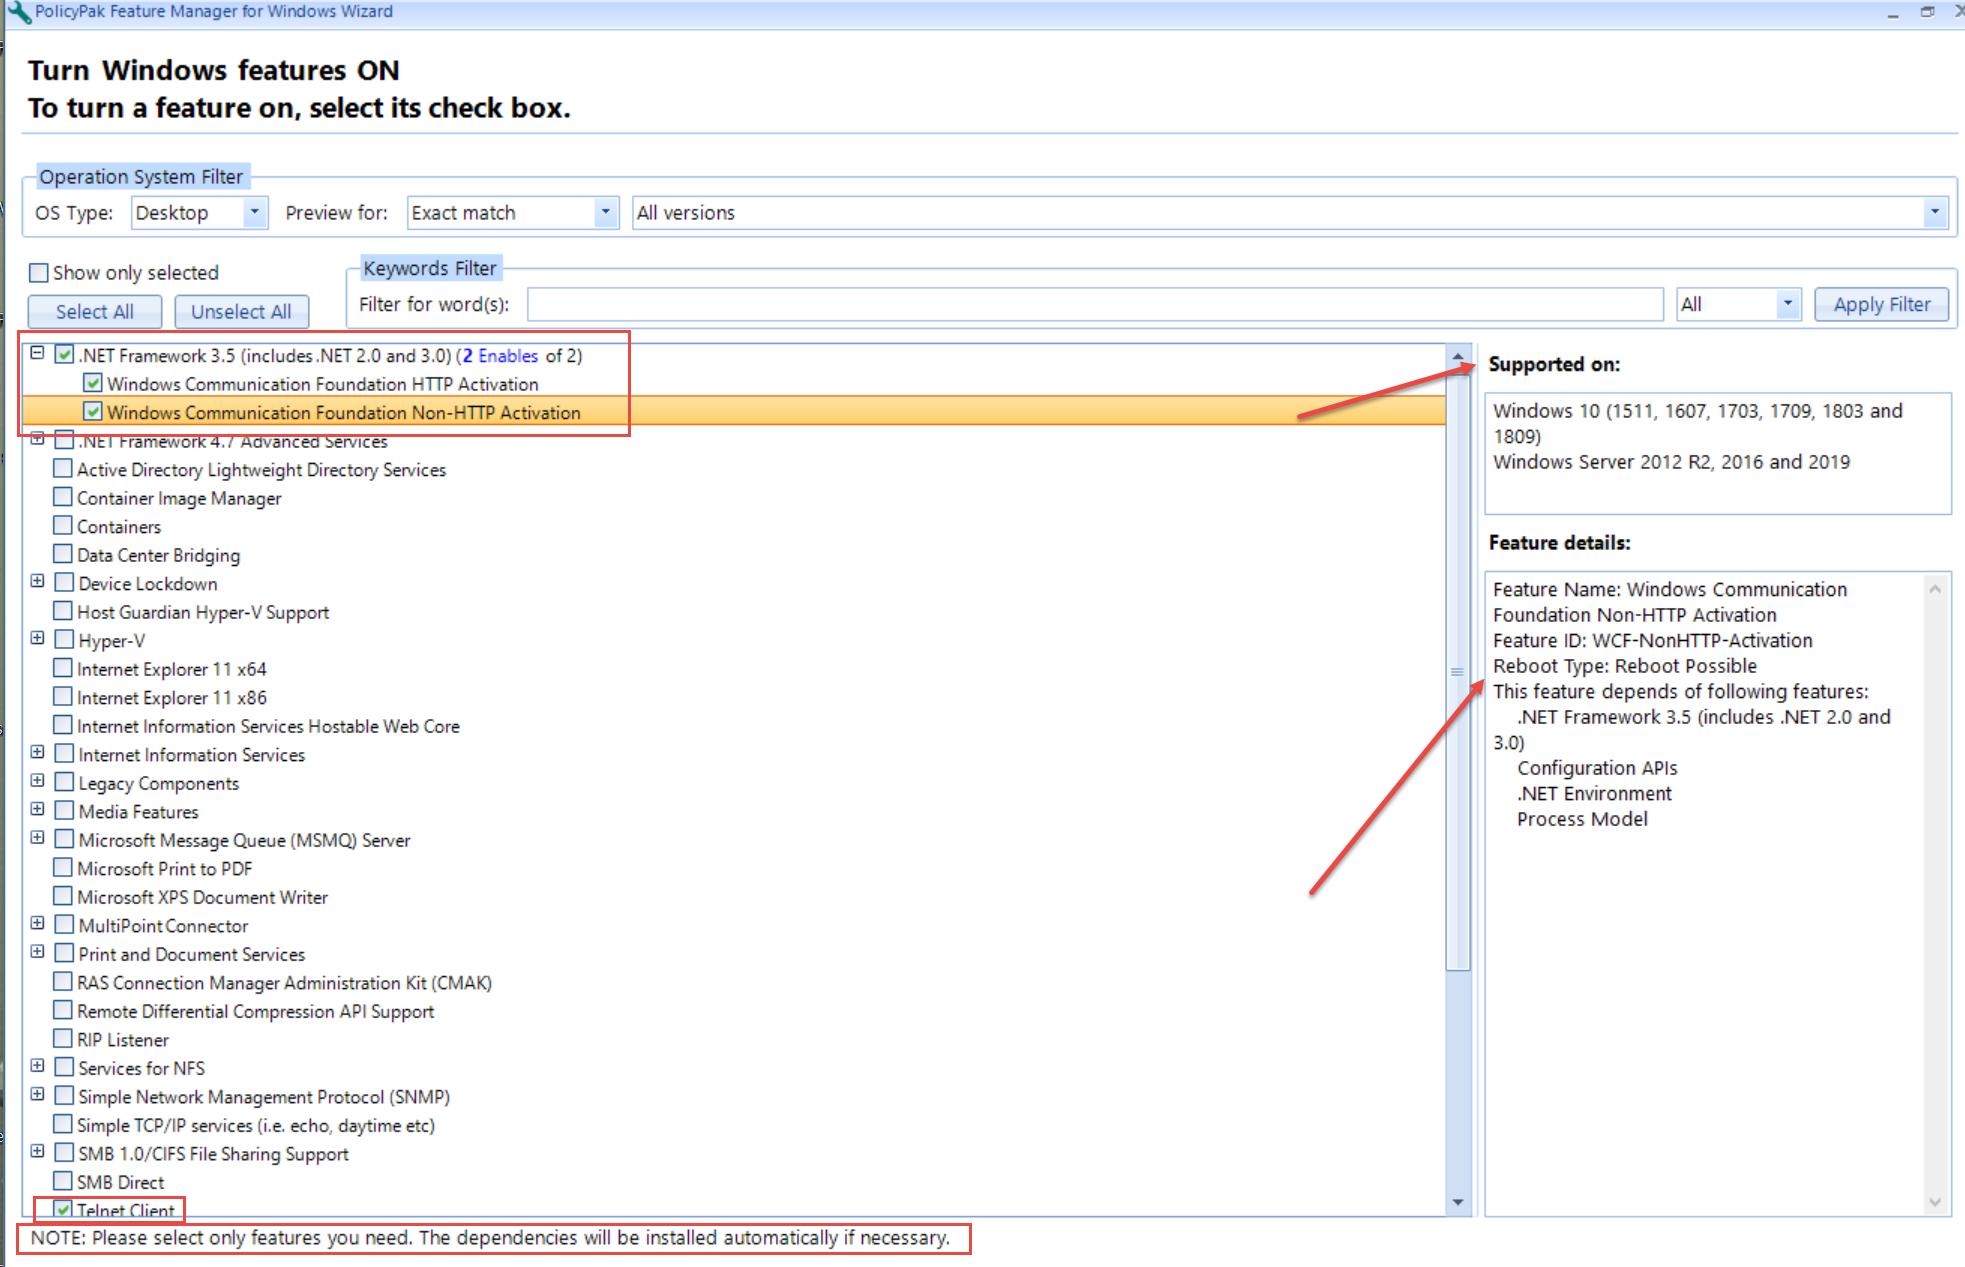 PolicyPak Feature Manager for Windows Wizard
Turn Windows features ON
To turn a feature on, select its check box.
Operation System Filter
OS Type: Desktop Preview for: Exact match All versions
Show only selected
Keywords Filter
Select All Unselect All Filter for word(s): All Apply Filter
.NET Framework 3.5 (includes .NET 2.0 and 3.0) (2 Enables of 2)
Windows Communication Foundation HTTP Activation
Windows Communication Foundation Non-HTTP Activation
.NET Framework 4.7 Advanced Services
Active Directory Lightweight Directory Services
Container Image Manager
Containers
Data Center Bridging
Device Lockdown
Host Guardian Hyper-V Support
Hyper-V
Internet Explorer 11 x64
Internet Explorer 11 x86
Internet Information Services Hostable Web Core
Internet Information Services
Legacy Components
Media Features
Microsoft Message Queue (MSMQ) Server
Microsoft Print to PDF
Microsoft XPS Document Writer
MultiPoint Connector
Print and Document Services
RAS Connection Manager Administration Kit (CMAK)
Remote Differential Compression API Support
RIP Listener
Services for NFS
Simple Network Management Protocol (SNMP)
Simple TCP/IP services (i.e. echo, daytime etc)
SMB 1.0/CIFS File Sharing Support
SMB Direct
Telnet Client
Supported on:
Windows 10 (1511, 1607, 1703, 1709, 1803 and
1809)
Windows Server 2012 R2, 2016 and 2019
Feature details:
Feature Name: Windows Communication
Foundation Non-HTTP Activation
Feature ID: WCF-NonHTTP-Activation
Reboot Type: Reboot Possible
This feature depends of following features:
.NET Framework 3.5 (includes .NET 2.0 and
3.0)
Configuration APIs
.NET Environment
Process Model
NOTE: Please select only features you need. The dependencies will be installed automatically if necessary.